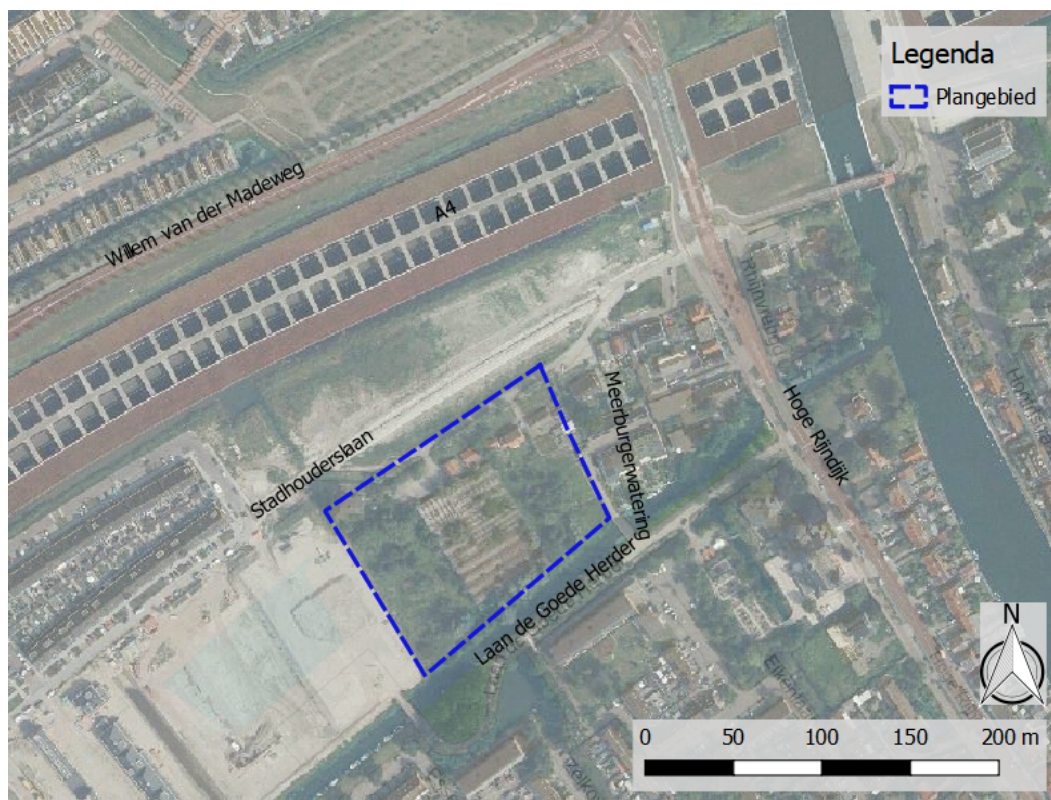 Legenda
Plangebied
Willem van der Madeweg
A4
Stadhouderslaan
Meerburgerwatering
Hoge Rijndijk
Laan de Goede Herder
N
0 50 100 150 200 m